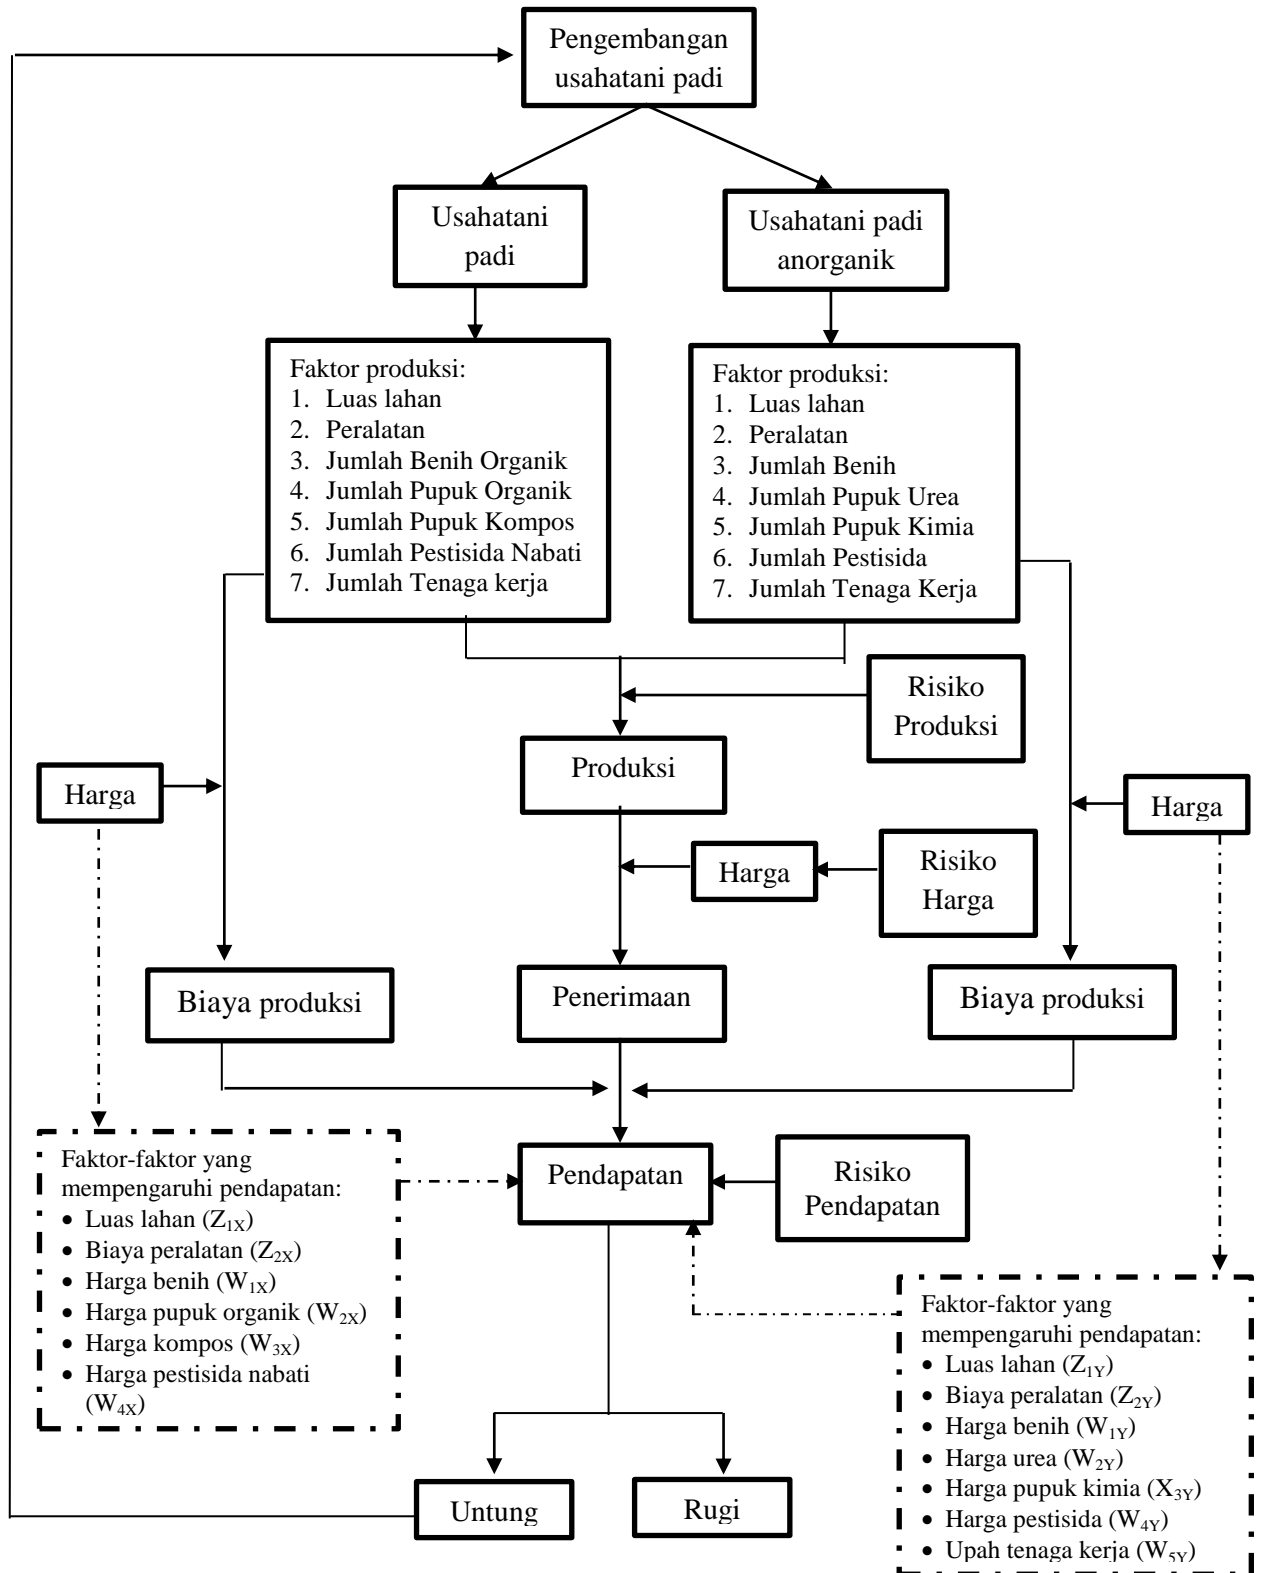 Pengembangan
usahatani padi
Usahatani
padi
Usahatani padi
anorganik
Faktor produksi:
1. Luas lahan
2. Peralatan
3. Jumlah Benih Organik
4. Jumlah Pupuk Organik
5. Jumlah Pupuk Kompos
6. Jumlah Pestisida Nabati
7. Jumlah Tenaga kerja
Faktor produksi:
1. Luas lahan
2. Peralatan
3. Jumlah Benih
4. Jumlah Pupuk Urea
5. Jumlah Pupuk Kimia
6. Jumlah Pestisida
7. Jumlah Tenaga Kerja
Risiko
Produksi
Produksi
Harga
Harga
Harga
Risiko
Harga
Biaya produksi
Penerimaan
Biaya produksi
Faktor-faktor yang
mempengaruhi pendapatan:
• Luas lahan (Z1X)
• Biaya peralatan (Z2X)
• Harga benih (W1X)
• Harga pupuk organik (W2X)
• Harga kompos (W3X)
• Harga pestisida nabati
(W4X)
Pendapatan
Risiko
Pendapatan
Faktor-faktor yang
mempengaruhi pendapatan:
• Luas lahan (Z1Y)
• Biaya peralatan (Z2Y)
• Harga benih (W1Y)
• Harga urea (W2Y)
• Harga pupuk kimia (X3Y)
• Harga pestisida (W4Y)
• Upah tenaga kerja (W5Y)
Untung
Rugi